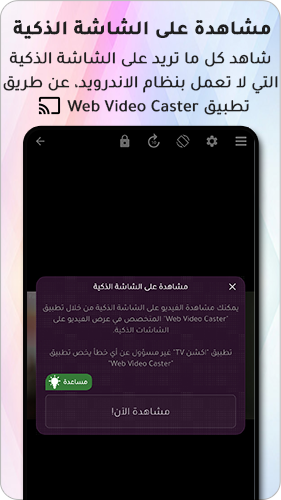 مشاهدة على الشاشة الذكية
شاهد كل ما تريد على الشاشة الذكية
التي لا تعمل بنظام الاندرويد، عن طريق
تطبيق Web Video Caster
مشاهدة على الشاشة الذكية
يمكنك مشاهدة الفيديو على الشاشة الذكية من خلال تطبيق
"Web Video Caster" المتخصص في عرض الفيديو على
الشاشات الذكية.
تطبيق "اكشن TV" غير مسؤول عن أي خطأ يخص تطبيق
"Web Video Caster"
مساعدة
مشاهدة الآن!